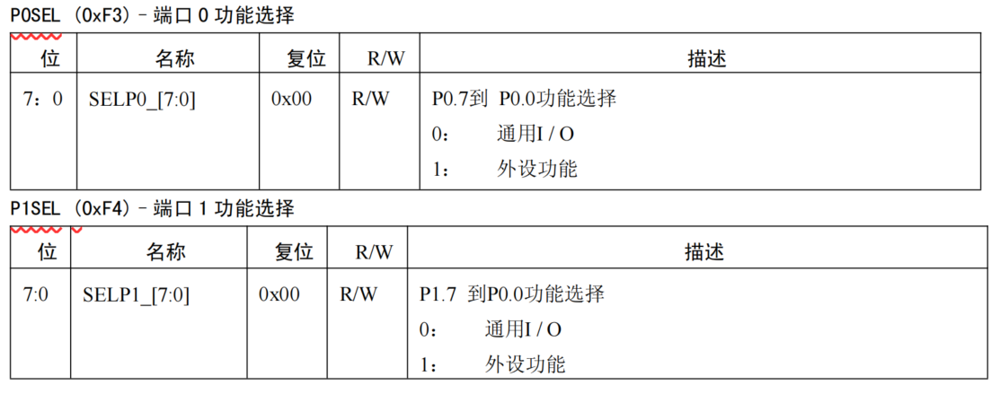 P0SEL (0xF3) - 端口 0 功能选择
位 名称 复位 R/W 描述
7：0 SELP0_[7:0] 0x00 R/W P0.7到 P0.0功能选择
0： 通用I / O
1： 外设功能
P1SEL (0xF4) - 端口 1 功能选择
位 名称 复位 R/W 描述
7:0 SELP1_[7:0] 0x00 R/W P1.7 到P0.0功能选择
0： 通用I / O
1： 外设功能